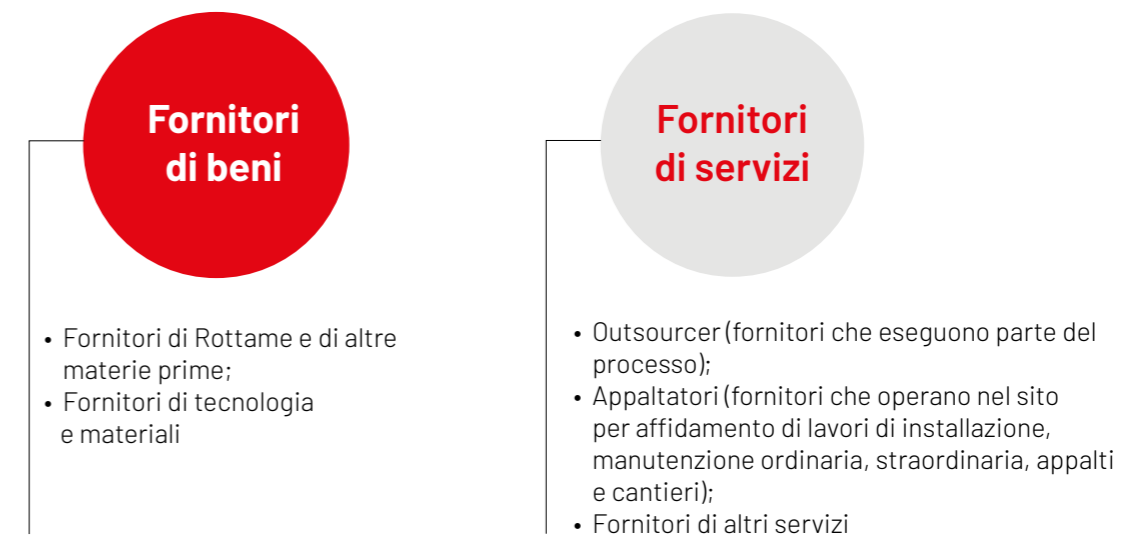 Fornitori
di beni
• Fornitori di Rottame e di altre
materie prime;
• Fornitori di tecnologia
e materiali
Fornitori
di servizi
• Outsourcer (fornitori che eseguono parte del
processo);
• Appaltatori (fornitori che operano nel sito
per affidamento di lavori di installazione,
manutenzione ordinaria, straordinaria, appalti
e cantieri);
• Fornitori di altri servizi